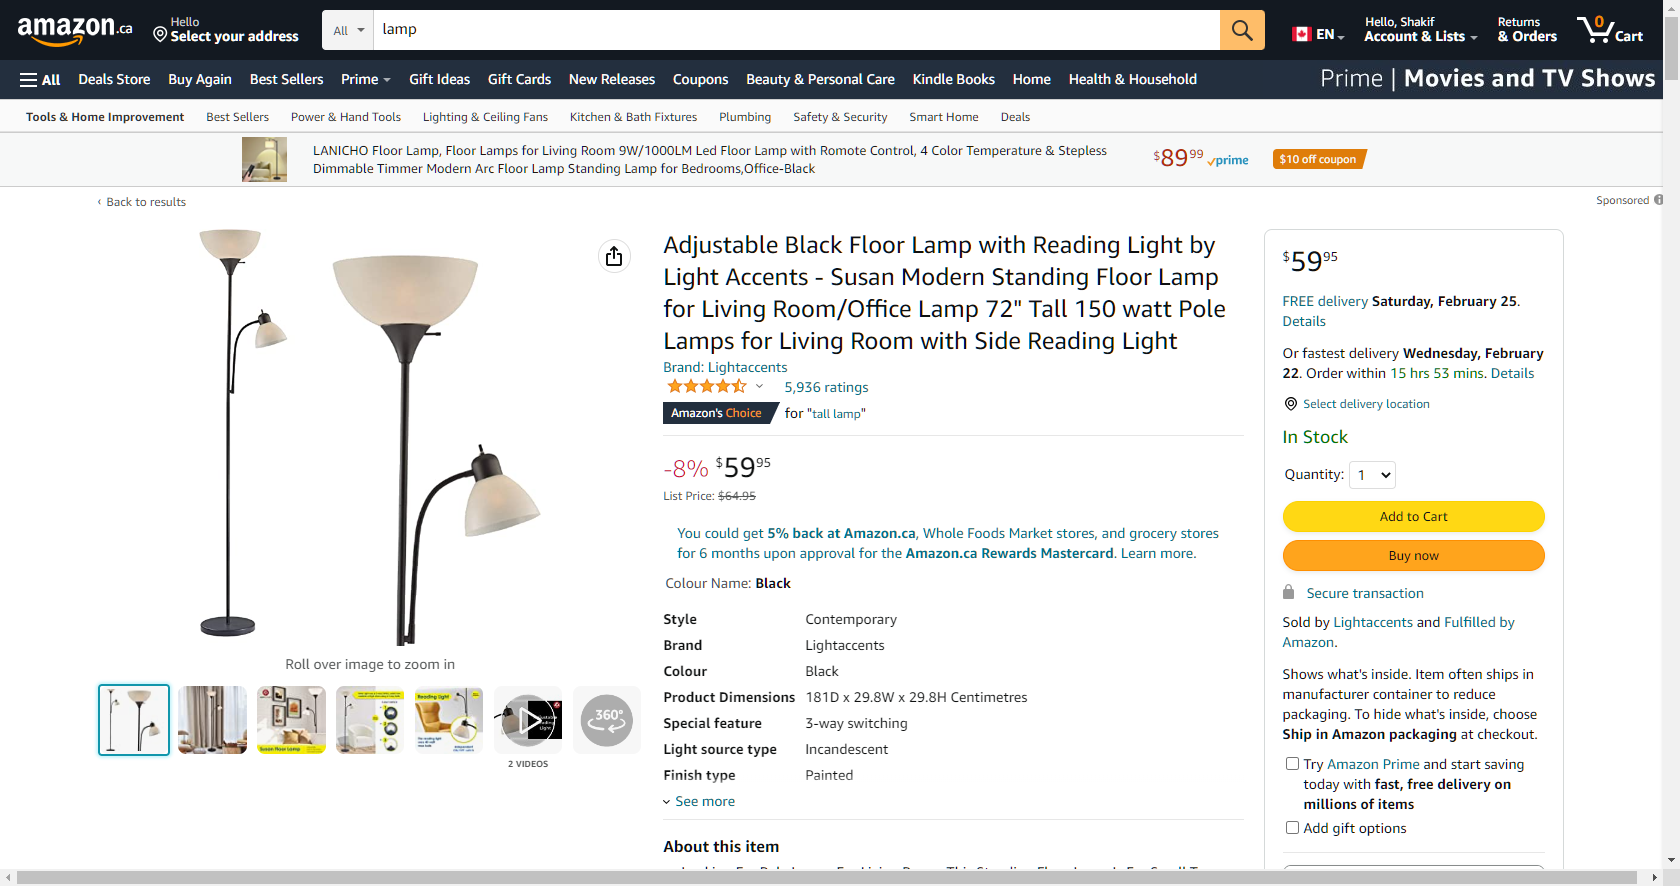 amazon.ca
Hello
Select your address
All
lamp
EN
Hello, Shakif
Account & Lists
Returns
& Orders
0
Cart
All
Deals Store
Buy Again
Best Sellers
Prime
Gift Ideas
Gift Cards
New Releases
Coupons
Beauty & Personal Care
Kindle Books
Home
Health & Household
Prime | Movies and TV Shows
Tools & Home Improvement
Best Sellers
Power & Hand Tools
Lighting & Ceiling Fans
Kitchen & Bath Fixtures
Plumbing
Safety & Security
Smart Home
Deals
LANICHO Floor Lamp, Floor Lamps for Living Room 9W/1000LM Led Floor Lamp with Romote Control, 4 Color Temperature & Stepless
Dimmable Timmer Modern Arc Floor Lamp Standing Lamp for Bedrooms,Office-Black
$89 99 prime
$10 off coupon
‹ Back to results
Sponsored
Adjustable Black Floor Lamp with Reading Light by
Light Accents - Susan Modern Standing Floor Lamp
for Living Room/Office Lamp 72" Tall 150 watt Pole
Lamps for Living Room with Side Reading Light
Brand: Lightaccents
5,936 ratings
Amazon's Choice for "tall lamp"
-8% $59 95
List Price: $64.95
You could get 5% back at Amazon.ca, Whole Foods Market stores, and grocery stores
for 6 months upon approval for the Amazon.ca Rewards Mastercard. Learn more.
Colour Name: Black
Style Contemporary
Brand Lightaccents
Colour Black
Product Dimensions 181D x 29.8W x 29.8H Centimetres
Special feature 3-way switching
Light source type Incandescent
Finish type Painted
See more
About this item
Roll over image to zoom in
Susan Floor Lamp
Reading Light
360°
2 VIDEOS
$59 95
FREE delivery Saturday, February 25.
Details
Or fastest delivery Wednesday, February
22. Order within 15 hrs 53 mins. Details
Select delivery location
In Stock
Quantity: 1
Add to Cart
Buy now
Secure transaction
Sold by Lightaccents and Fulfilled by
Amazon.
Shows what's inside. Item often ships in
manufacturer container to reduce
packaging. To hide what's inside, choose
Ship in Amazon packaging at checkout.
Try Amazon Prime and start saving
today with fast, free delivery on
millions of items
Add gift options